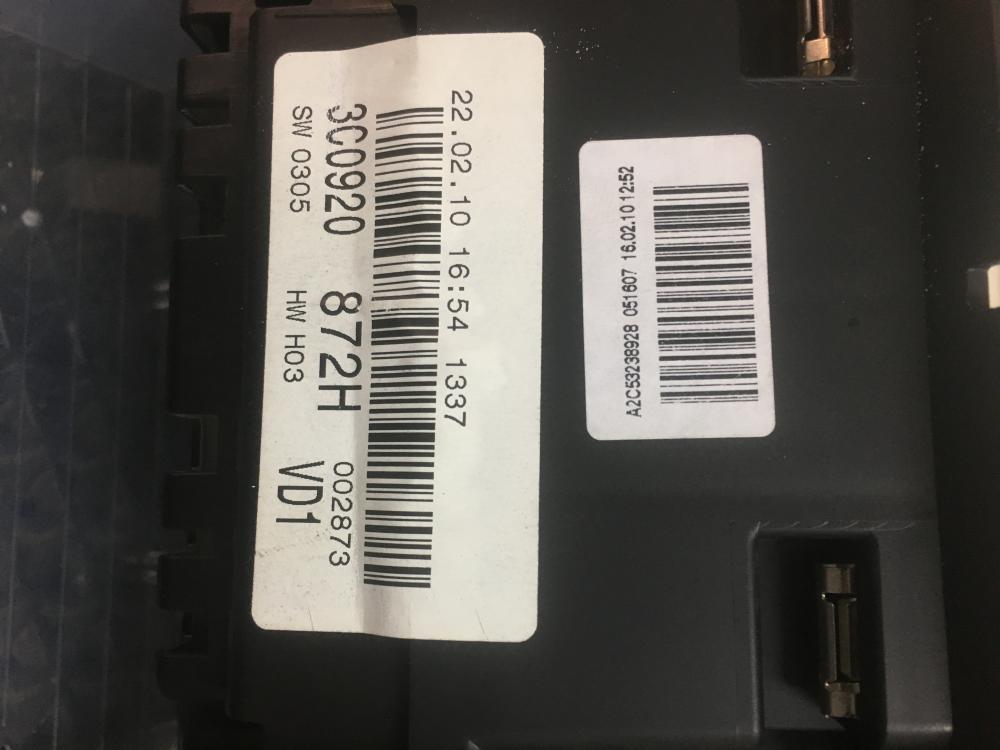 22.02.10 16:54 1337
3C0920 872H 002873
SW 0305 HW H03 VD1
A2C53238928 051607 16.02.10 12:52